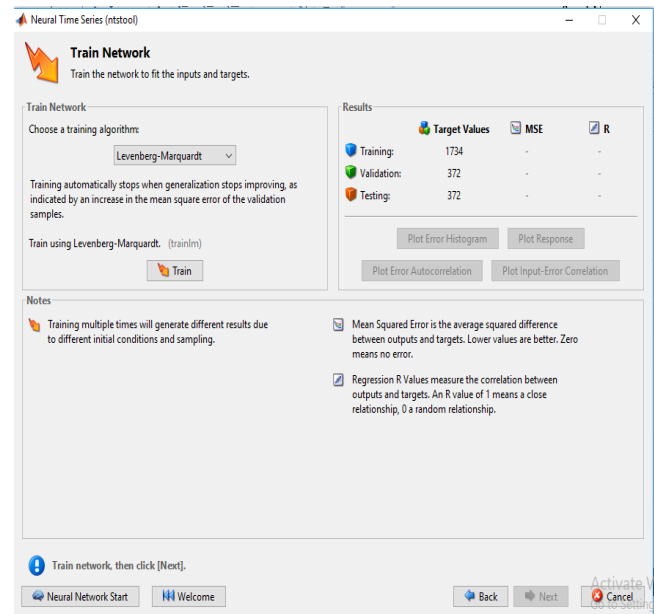 Neural Time Series (ntstool)
Train Network
Train the network to fit the inputs and targets.
Train Network
Choose a training algorithm:
Levenberg-Marquardt
Training automatically stops when generalization stops improving, as
indicated by an increase in the mean square error of the validation
samples.
Train using Levenberg-Marquardt. (trainlm)
Train
Results
Target Values MSE R
Training: 1734 - -
Validation: 372 - -
Testing: 372 - -
Plot Error Histogram Plot Response
Plot Error Autocorrelation Plot Input-Error Correlation
Notes
Training multiple times will generate different results due
to different initial conditions and sampling.
Mean Squared Error is the average squared difference
between outputs and targets. Lower values are better. Zero
means no error.
Regression R Values measure the correlation between
outputs and targets. An R value of 1 means a close
relationship, 0 a random relationship.
Train network, then click [Next].
Activate W
Neural Network Start Welcome Back Next Cancel
Go to Setting